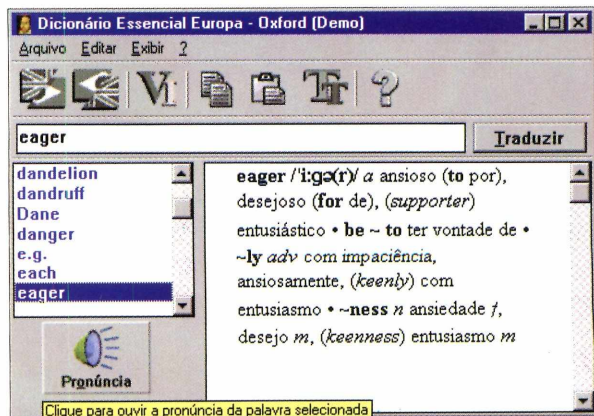 Dicionário Essencial Europa - Oxford (Demo)
Arquivo Editar Exibir ?
Vi TT ?
eager Traduzir
dandelion
dandruff
Dane
danger
e.g.
each
eager
eager /'i:gə(r)/ a ansioso (to por),
desejoso (for de), (supporter)
entusiástico • be ~ to ter vontade de •
~ly adv com impaciência,
ansiosamente, (keenly) com
entusiasmo • ~ness n ansiedade f,
desejo m, (keenness) entusiasmo m
Pronúncia
Clique para ouvir a pronúncia da palavra selecionada